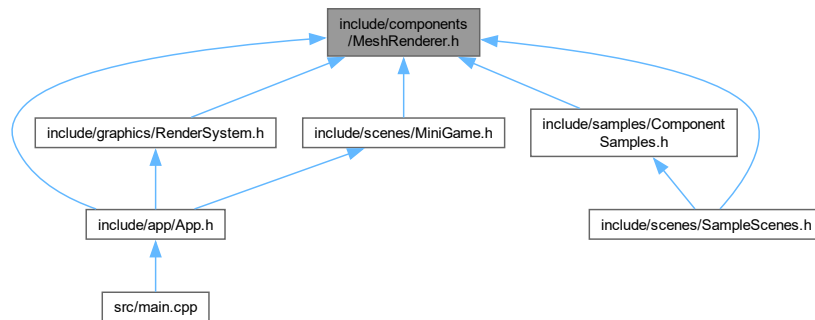 include/components
/MeshRenderer.h
include/graphics/RenderSystem.h
include/scenes/MiniGame.h
include/samples/Component
Samples.h
include/app/App.h
include/scenes/SampleScenes.h
src/main.cpp